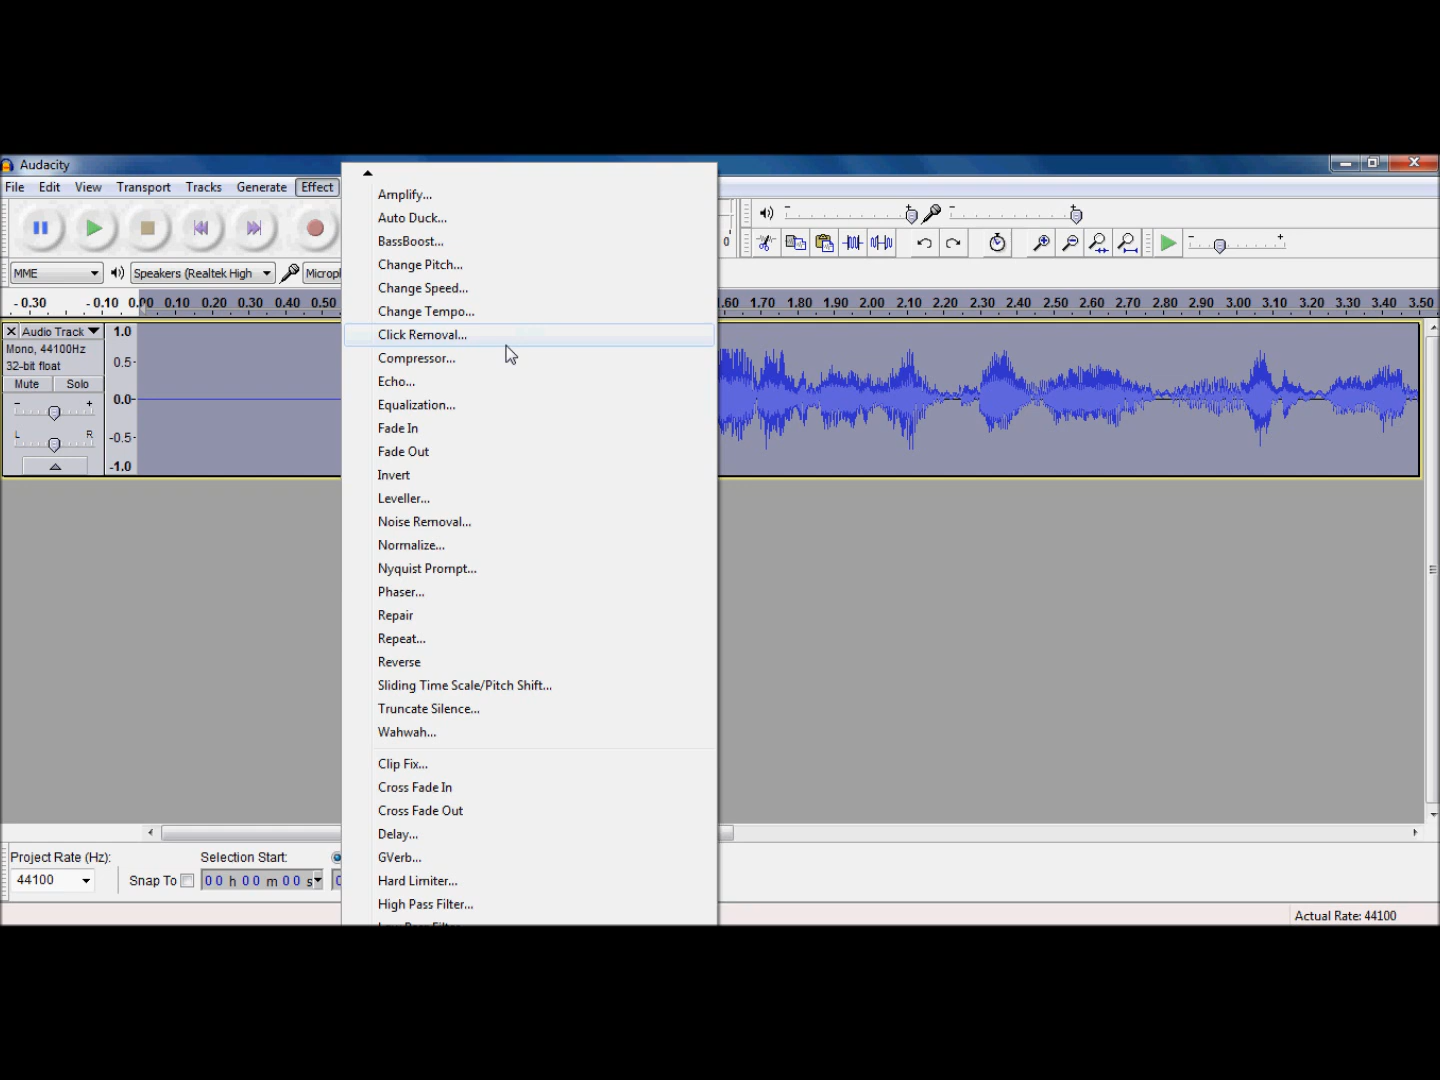 Audacity
File Edit View Transport Tracks Generate Effect
MME Speakers (Realtek High Microp
- 0.30 - 0.10 0.00 0.10 0.20 0.30 0.40 0.50 1.60 1.70 1.80 1.90 2.00 2.10 2.20 2.30 2.40 2.50 2.60 2.70 2.80 2.90 3.00 3.10 3.20 3.30 3.40 3.50
Audio Track
Mono, 44100Hz
32-bit float
Mute Solo
- +
L R
1.0
0.5-
0.0-
-0.5-
-1.0
0
Amplify...
Auto Duck...
BassBoost...
Change Pitch...
Change Speed...
Change Tempo...
Click Removal...
Compressor...
Echo...
Equalization...
Fade In
Fade Out
Invert
Leveller...
Noise Removal...
Normalize...
Nyquist Prompt...
Phaser...
Repair
Repeat...
Reverse
Sliding Time Scale/Pitch Shift...
Truncate Silence...
Wahwah...
Clip Fix...
Cross Fade In
Cross Fade Out
Delay...
GVerb...
Hard Limiter...
High Pass Filter...
Project Rate (Hz): Selection Start:
44100 Snap To 00 h 00 m 00 s
Actual Rate: 44100